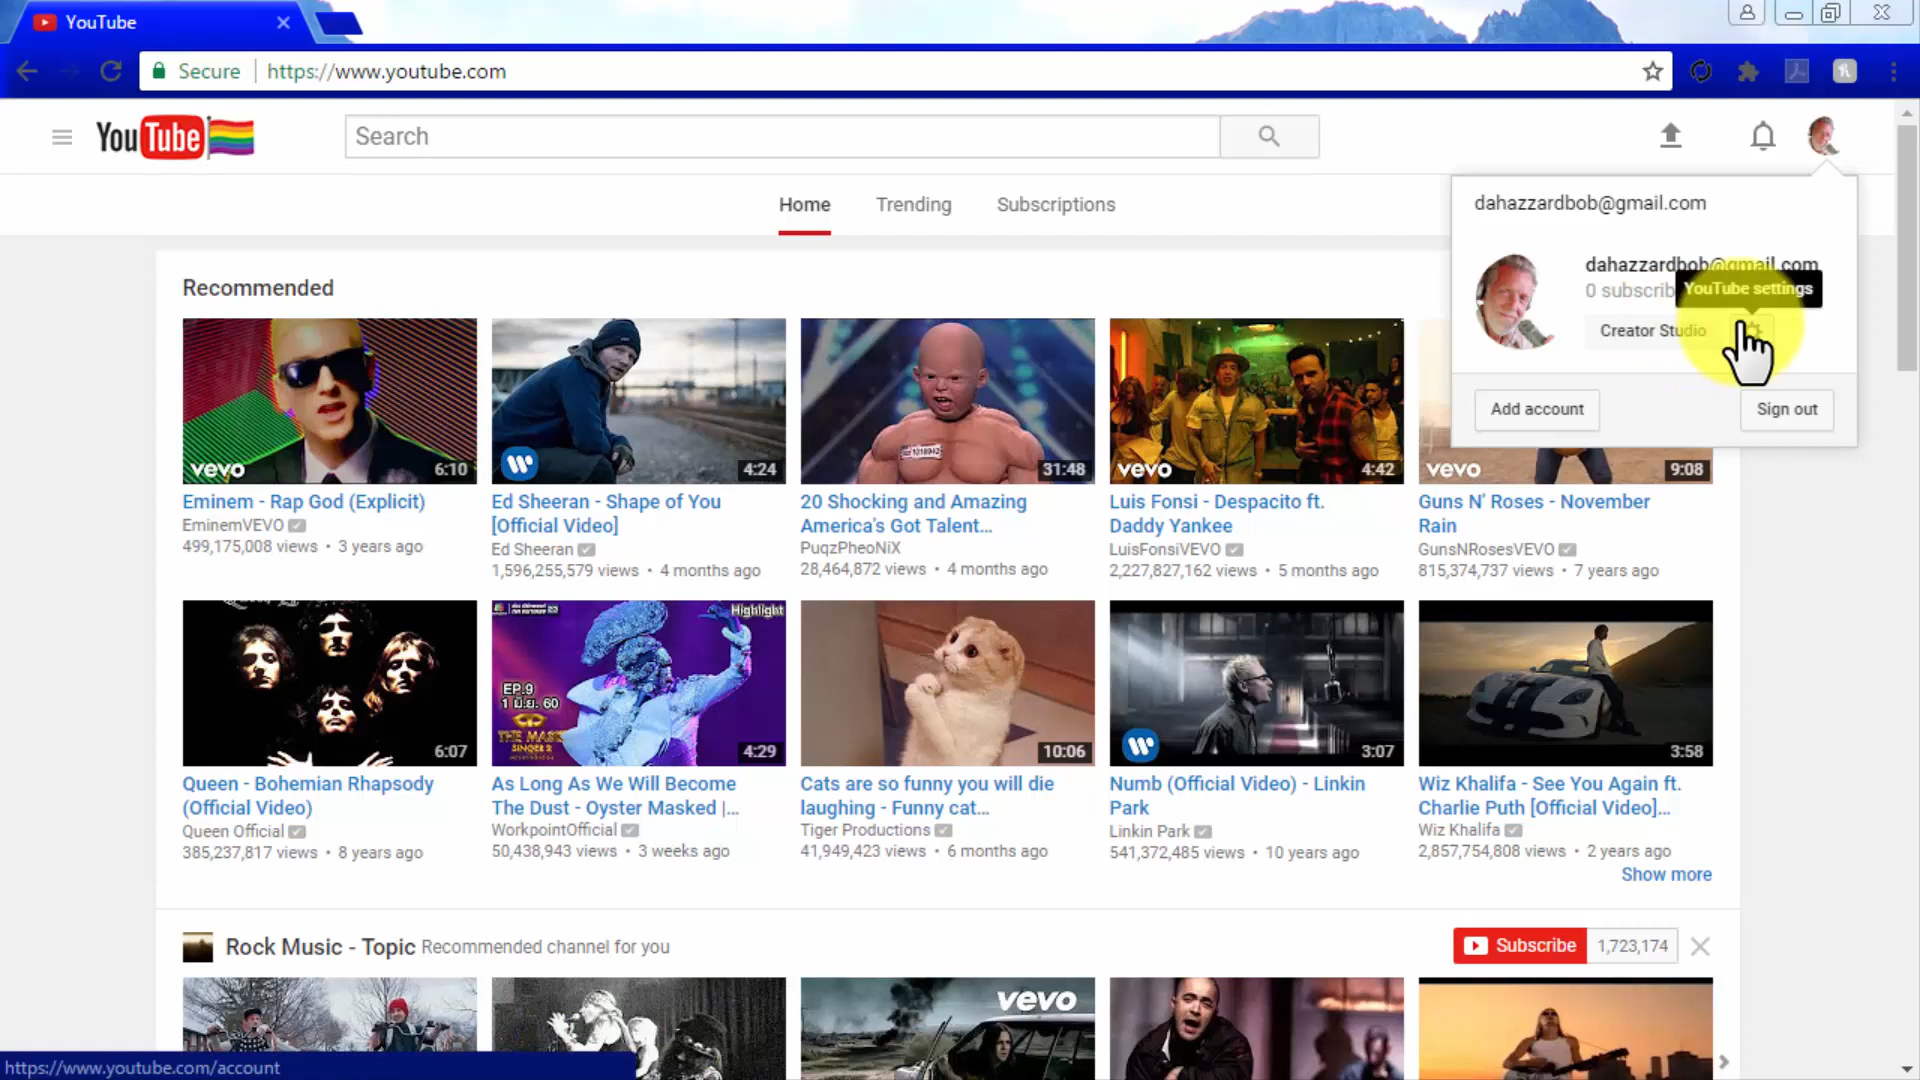 YouTube
Secure
https://www.youtube.com
YouTube
Search
Home
Trending
Subscriptions
dahazzardbob@gmail.com
dahazzardbob@gmail.com
0 subscrib
YouTube settings
Creator Studio
Add account
Sign out
Recommended
vevo
6:10
4:24
31:48
vevo
4:42
vevo
9:08
Eminem - Rap God (Explicit)
EminemVEVO
499,175,008 views • 3 years ago
Ed Sheeran - Shape of You
[Official Video]
Ed Sheeran
1,596,255,579 views • 4 months ago
20 Shocking and Amazing
America's Got Talent...
PuqzPheoNiX
28,464,872 views • 4 months ago
Luis Fonsi - Despacito ft.
Daddy Yankee
LuisFonsiVEVO
2,227,827,162 views • 5 months ago
Guns N' Roses - November
Rain
GunsNRosesVEVO
815,374,737 views • 7 years ago
6:07
Highlight
EP.9
1 มี.ย. 60
THE MASK
SINGER 2
4:29
10:06
3:07
3:58
Queen - Bohemian Rhapsody
(Official Video)
Queen Official
385,237,817 views • 8 years ago
As Long As We Will Become
The Dust - Oyster Masked |...
WorkpointOfficial
50,438,943 views • 3 weeks ago
Cats are so funny you will die
laughing - Funny cat...
Tiger Productions
41,949,423 views • 6 months ago
Numb (Official Video) - Linkin
Park
Linkin Park
541,372,485 views • 10 years ago
Wiz Khalifa - See You Again ft.
Charlie Puth [Official Video]...
Wiz Khalifa
2,857,754,808 views • 2 years ago
Show more
Rock Music - Topic Recommended channel for you
Subscribe
1,723,174
vevo
https://www.youtube.com/account